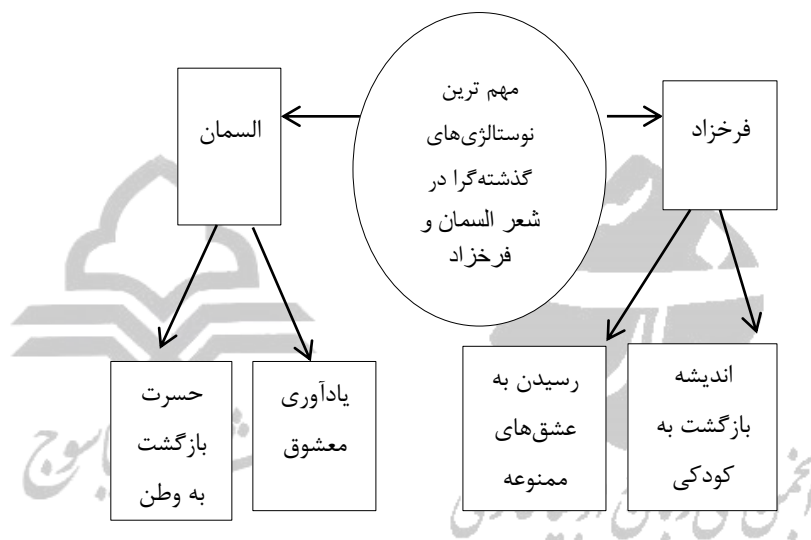 مهم ترین
نوستالژی‌های
گذشته‌گرا در
شعر السمان و
فرخزاد
فرخزاد
السمان
اندیشه
بازگشت به
کودکی
رسیدن به
عشق‌های
ممنوعه
یادآوری
معشوق
حسرت
بازگشت
به وطن